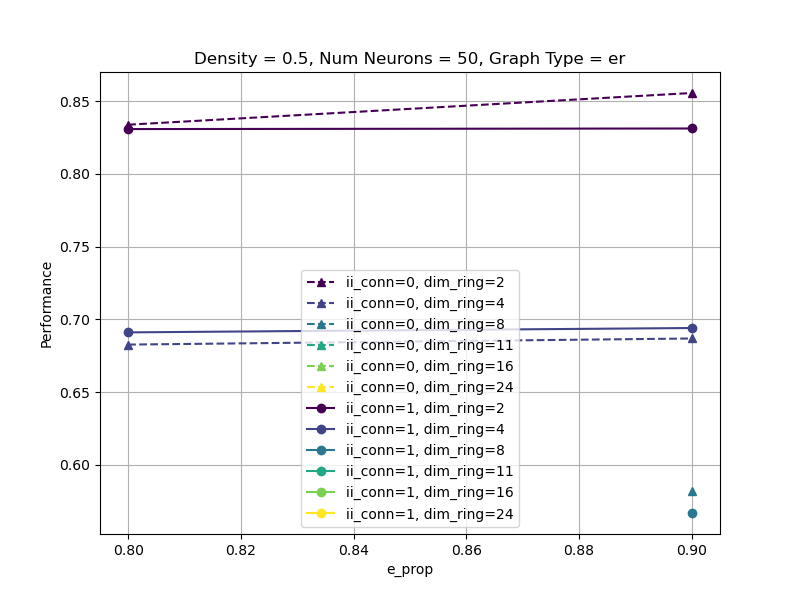 Density = 0.5, Num Neurons = 50, Graph Type = er
0.85
0.80
0.75
0.70
0.65
0.60
Performance
ii_conn=0, dim_ring=2
ii_conn=0, dim_ring=4
ii_conn=0, dim_ring=8
ii_conn=0, dim_ring=11
ii_conn=0, dim_ring=16
ii_conn=0, dim_ring=24
ii_conn=1, dim_ring=2
ii_conn=1, dim_ring=4
ii_conn=1, dim_ring=8
ii_conn=1, dim_ring=11
ii_conn=1, dim_ring=16
ii_conn=1, dim_ring=24
0.80 0.82 0.84 0.86 0.88 0.90
e_prop